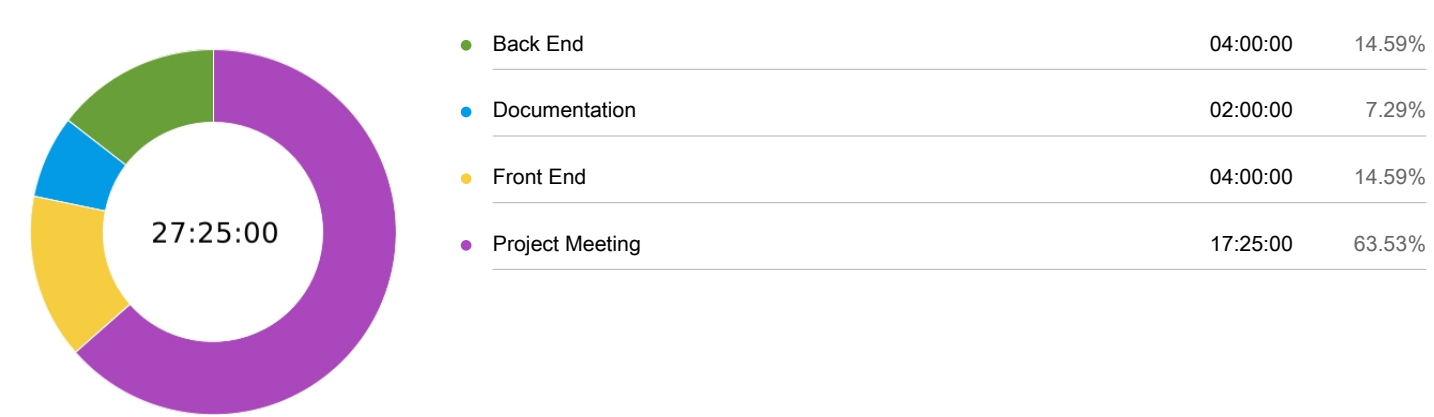 27:25:00
Back End 04:00:00 14.59%
Documentation 02:00:00 7.29%
Front End 04:00:00 14.59%
Project Meeting 17:25:00 63.53%